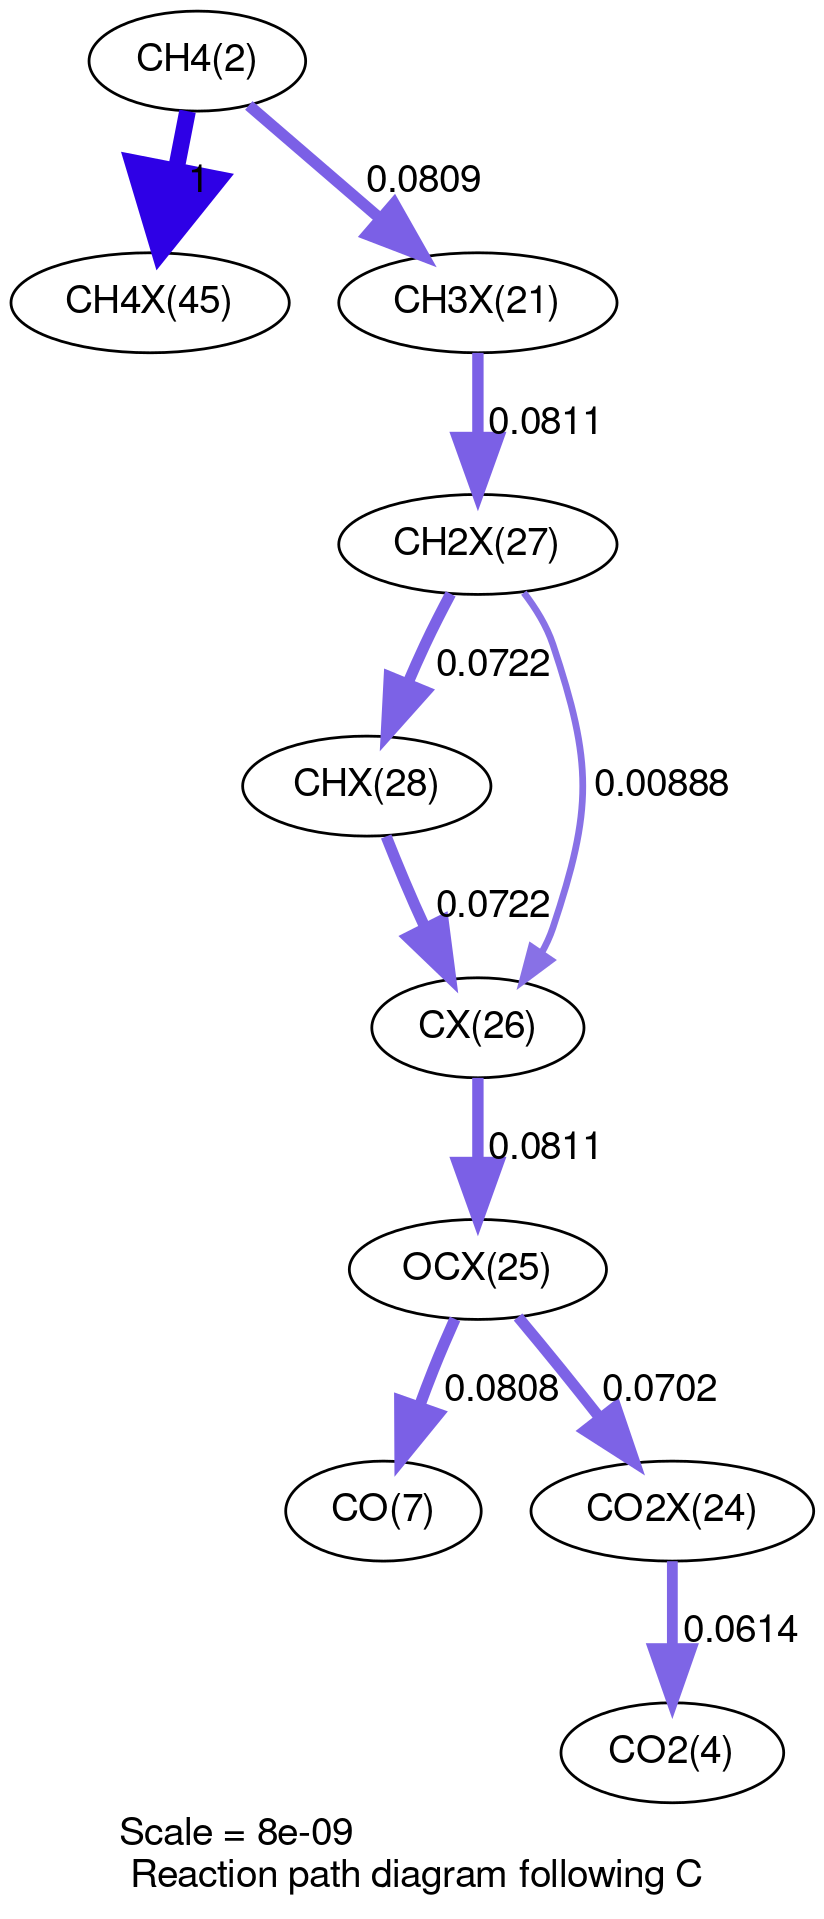 CH4(2)
1
0.0809
CH4X(45)
CH3X(21)
0.0811
CH2X(27)
0.0722
CHX(28)
0.00888
0.0722
CX(26)
0.0811
OCX(25)
0.0808
0.0702
CO(7)
CO2X(24)
0.0614
CO2(4)
Scale = 8e-09
Reaction path diagram following C